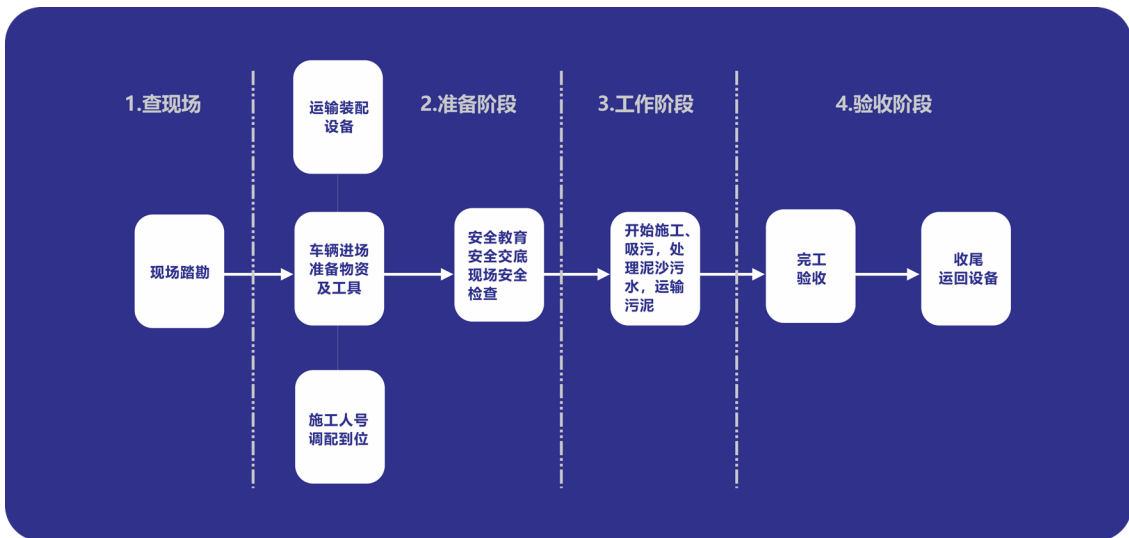 1.查现场
2.准备阶段
3.工作阶段
4.验收阶段
运输装配
设备
现场踏勘
车辆进场
准备物资
及工具
施工人号
调配到位
安全教育
安全交底
现场安全
检查
开始施工、
吸污，处
理泥沙污
水，运输
污泥
完工
验收
收尾
运回设备